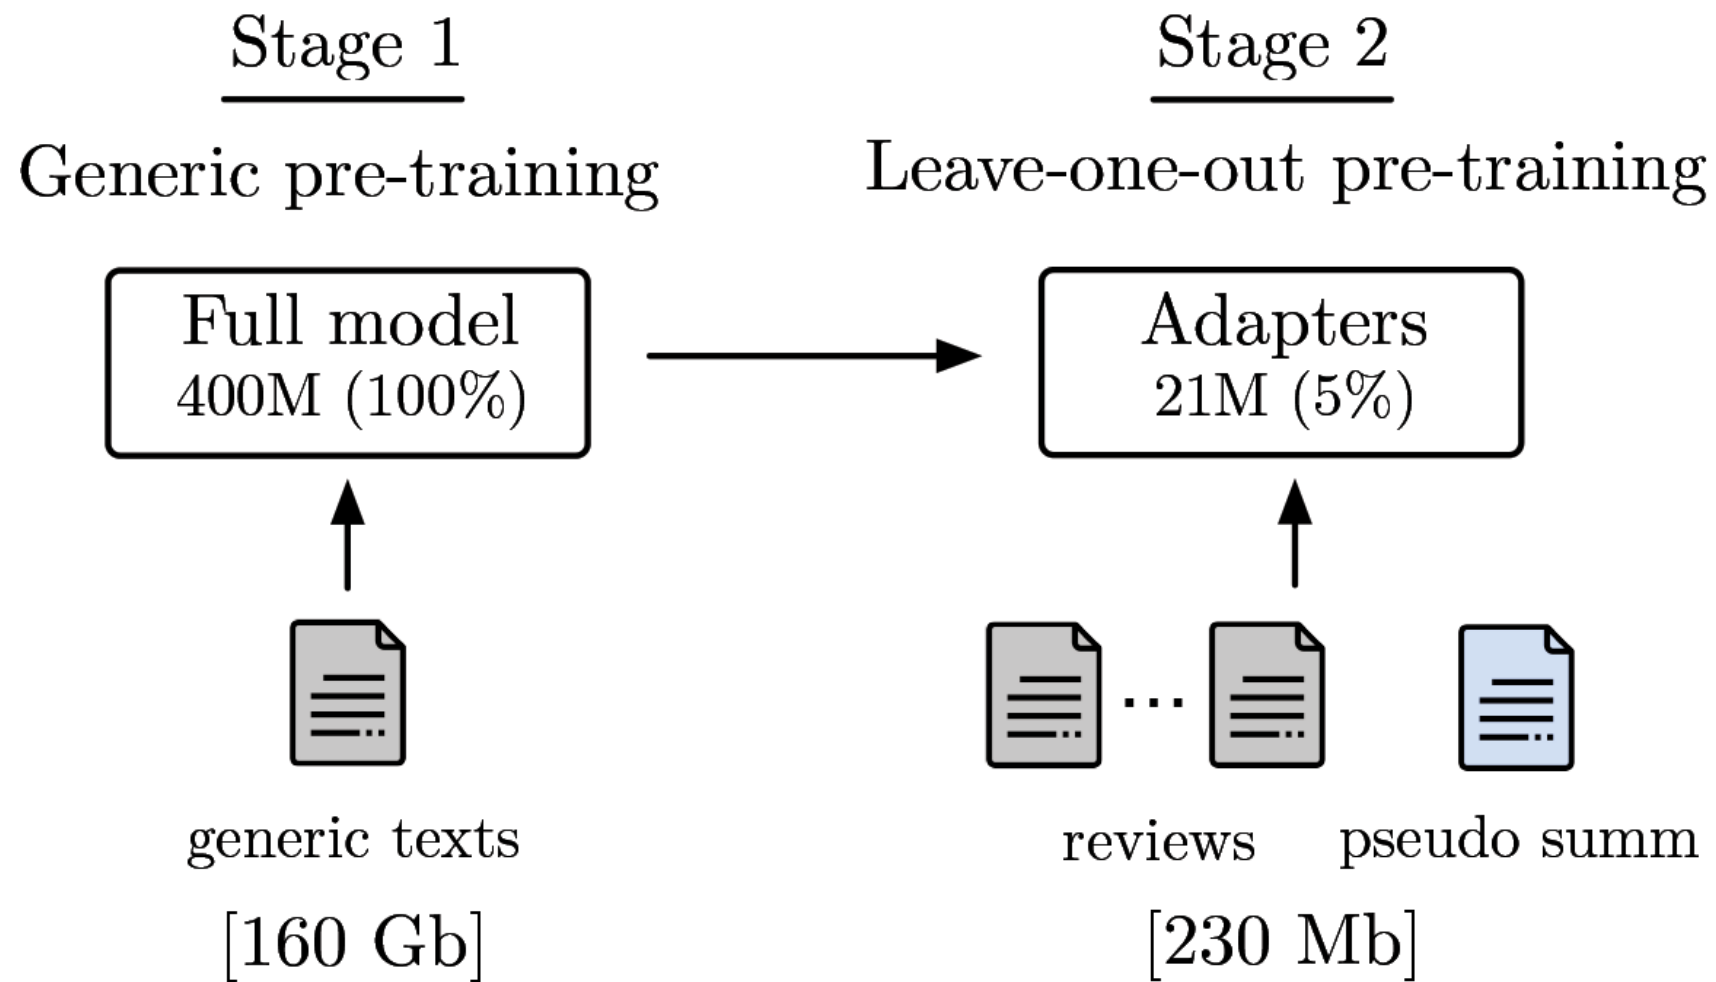 Stage 1
Generic pre-training
Full model
400M (100%)
generic texts
[160 Gb]
Stage 2
Leave-one-out pre-training
Adapters
21M (5%)
...
reviews
pseudo summ
[230 Mb]